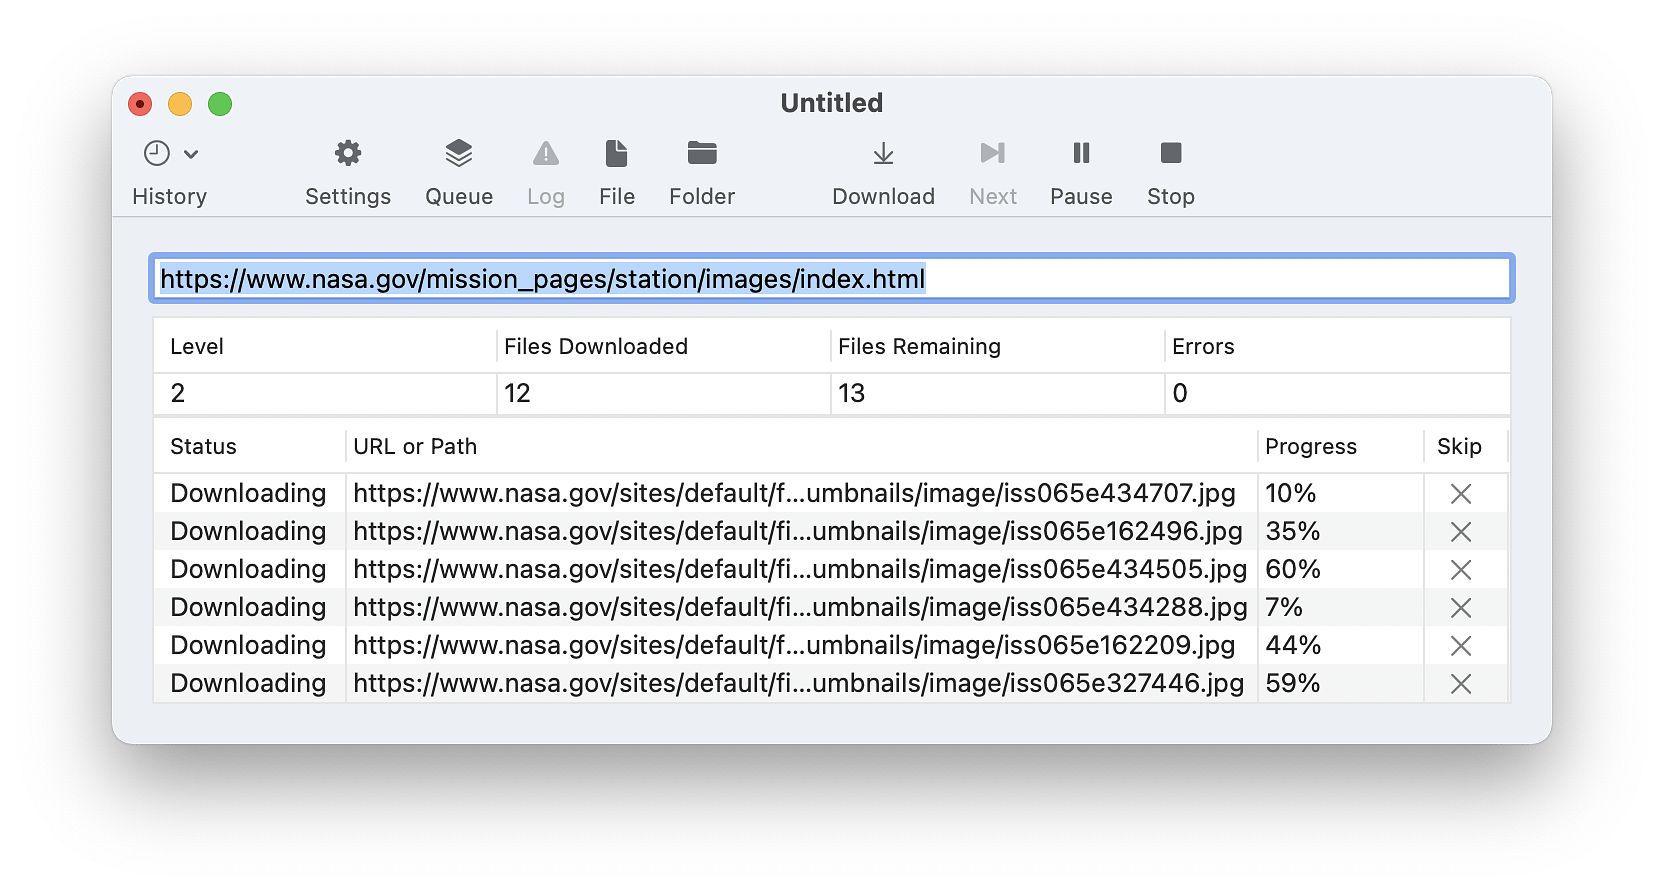 Untitled
History Settings Queue Log File Folder Download Next Pause Stop
https://www.nasa.gov/mission_pages/station/images/index.html
Level Files Downloaded Files Remaining Errors
2 12 13 0
Status URL or Path Progress Skip
Downloading https://www.nasa.gov/sites/default/f...umbnails/image/iss065e434707.jpg 10%
Downloading https://www.nasa.gov/sites/default/fi...umbnails/image/iss065e162496.jpg 35%
Downloading https://www.nasa.gov/sites/default/fi...umbnails/image/iss065e434505.jpg 60%
Downloading https://www.nasa.gov/sites/default/fi...umbnails/image/iss065e434288.jpg 7%
Downloading https://www.nasa.gov/sites/default/f...umbnails/image/iss065e162209.jpg 44%
Downloading https://www.nasa.gov/sites/default/fi...umbnails/image/iss065e327446.jpg 59%